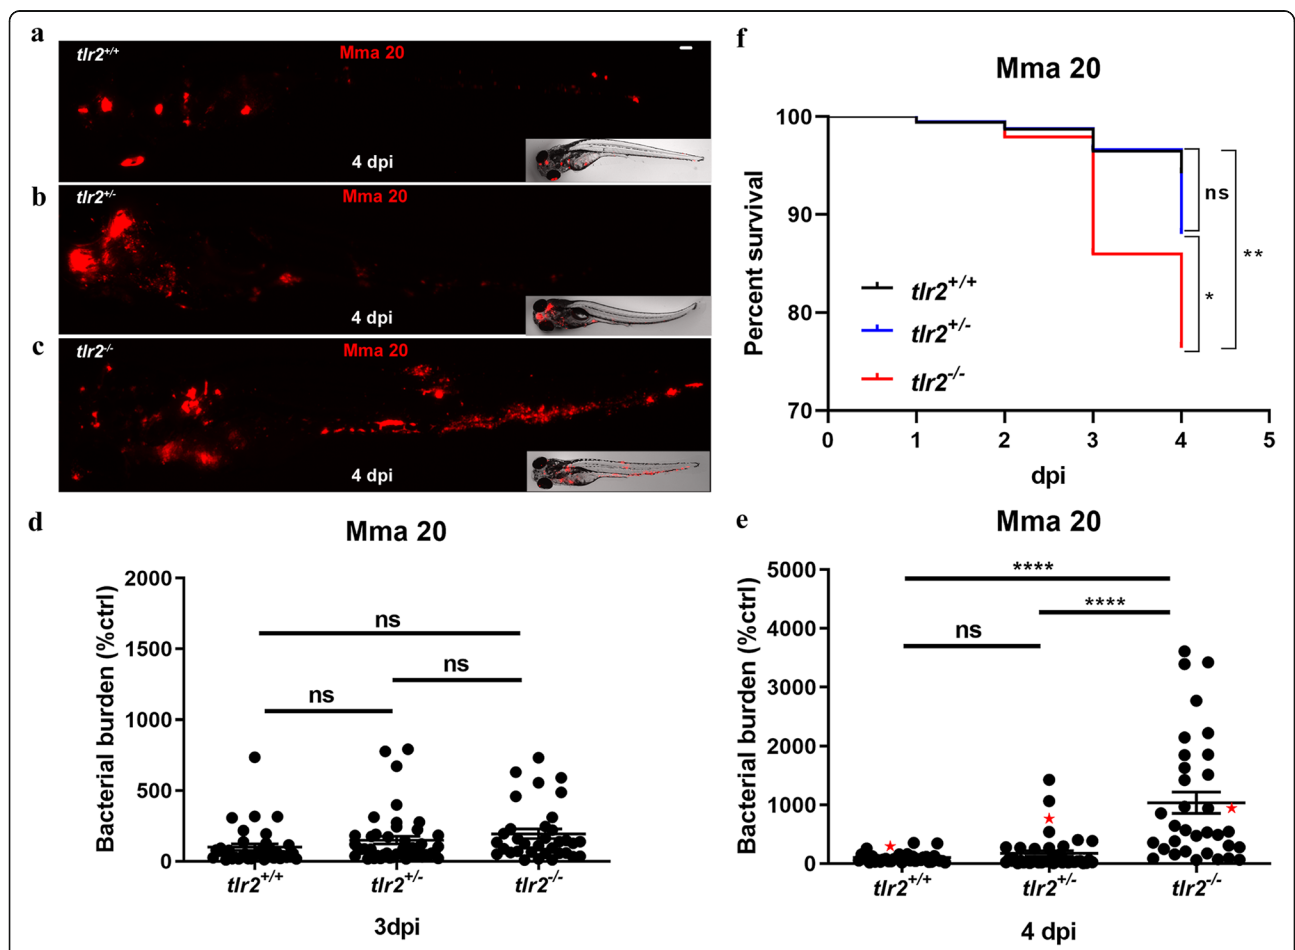 a
tlr2+/+
Mma 20
4 dpi
b
tlr2+/-
Mma 20
4 dpi
c
tlr2-/-
Mma 20
4 dpi
f
Mma 20
Percent survival
100
90
80
70
0 1 2 3 4 5
dpi
tlr2+/+
tlr2+/-
tlr2-/-
ns
*
**
d
Mma 20
Bacterial burden (%ctrl)
2000
1500
1000
500
0
ns
ns
ns
tlr2+/+ tlr2+/- tlr2-/-
3dpi
e
Mma 20
Bacterial burden (%ctrl)
5000
4000
3000
2000
1000
0
****
****
ns
tlr2+/+ tlr2+/- tlr2-/-
4 dpi